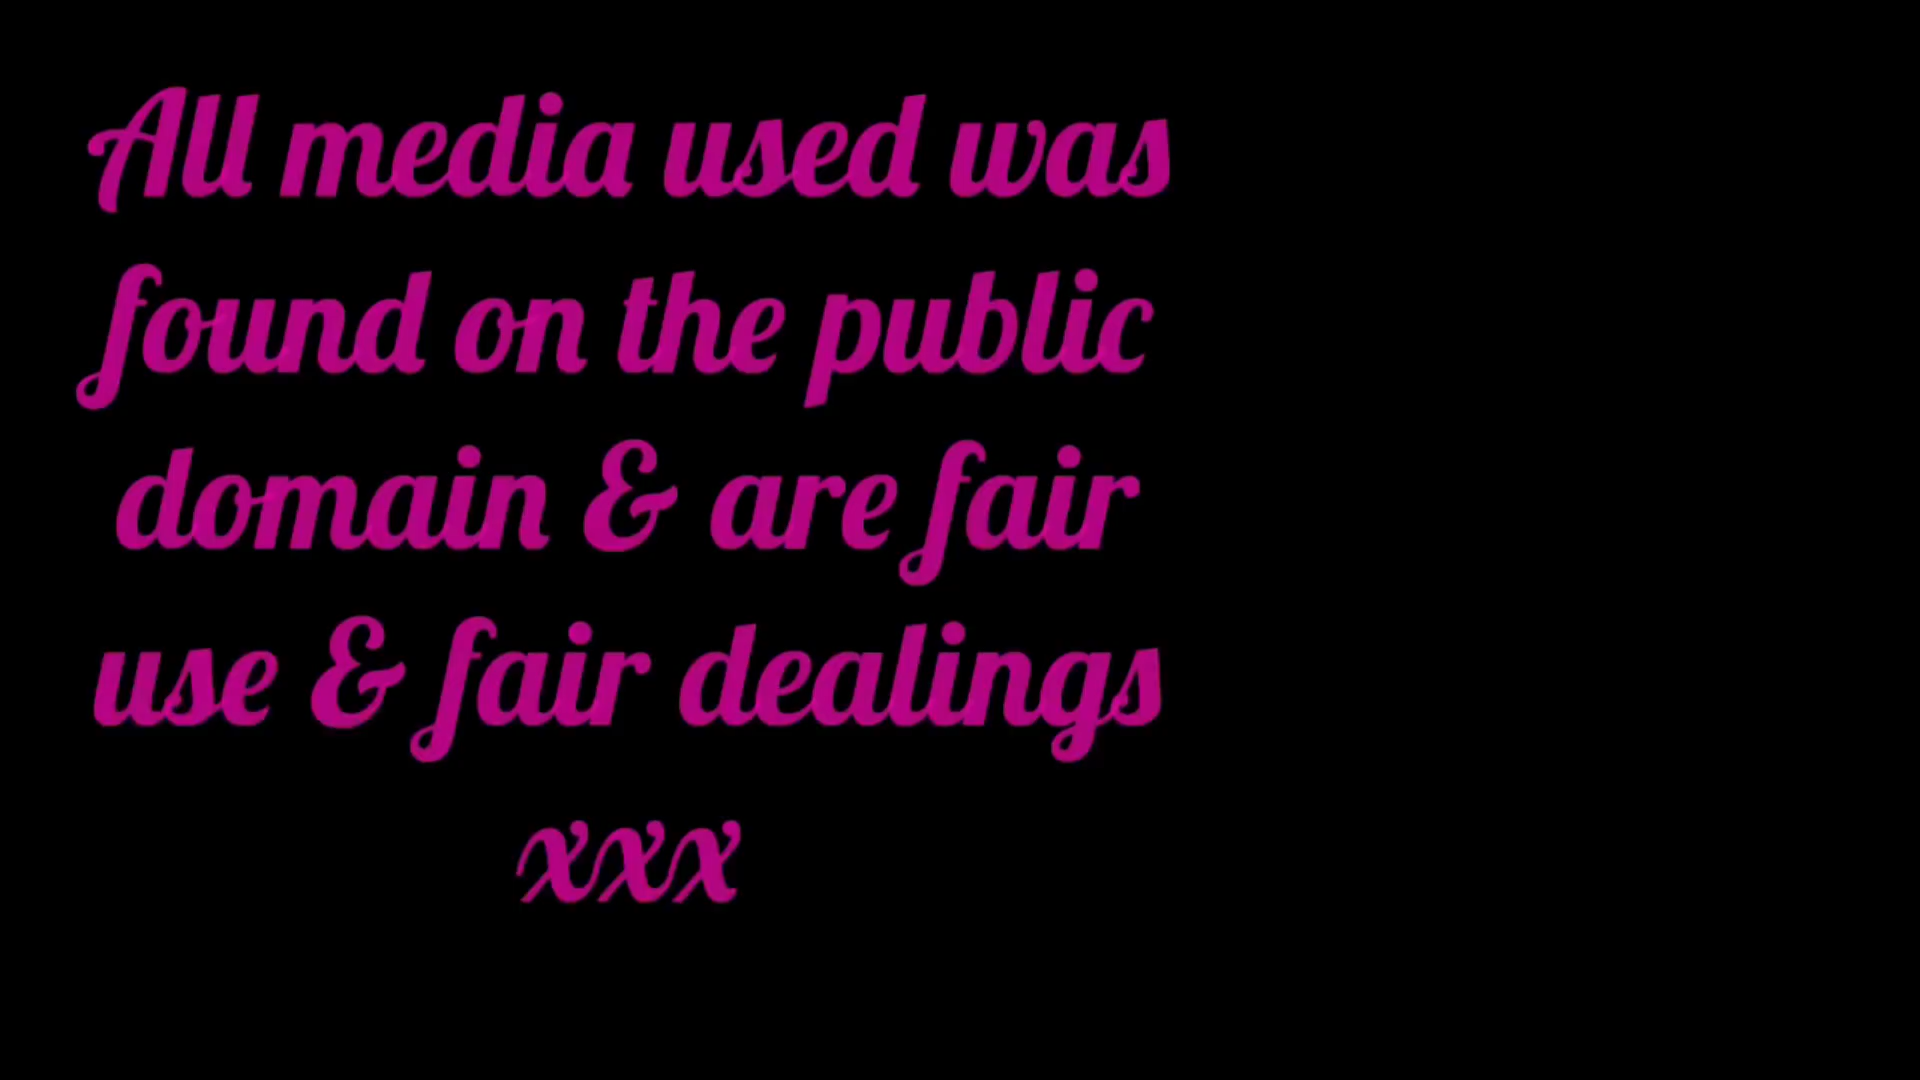 All media used was
found on the public
domain & are fair
use & fair dealings
xxx